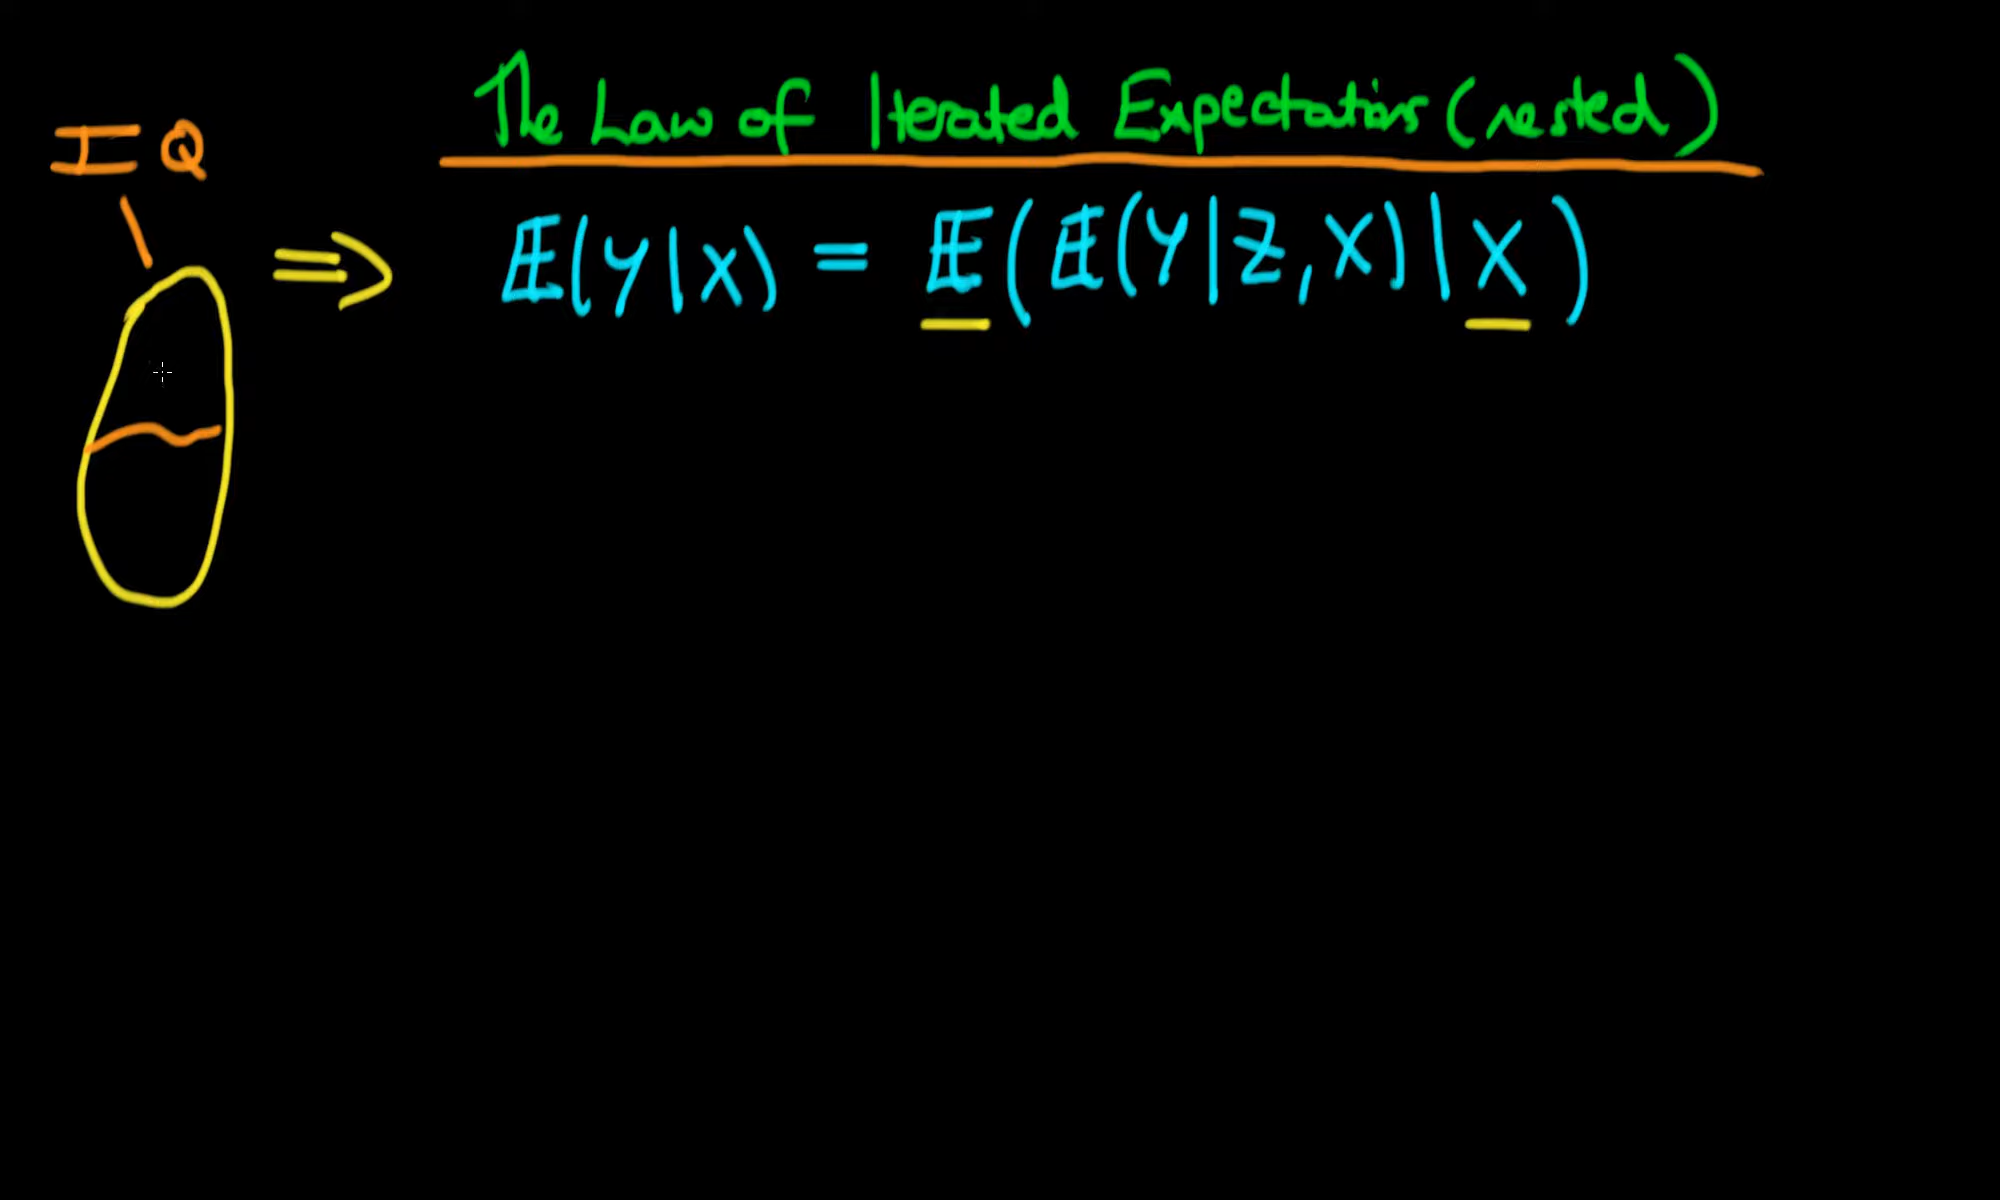 The Law of Iterated Expectations (nested)
IQ
⇒ 𝔼(Y|X) = 𝔼(𝔼(Y|Z,X)|X)